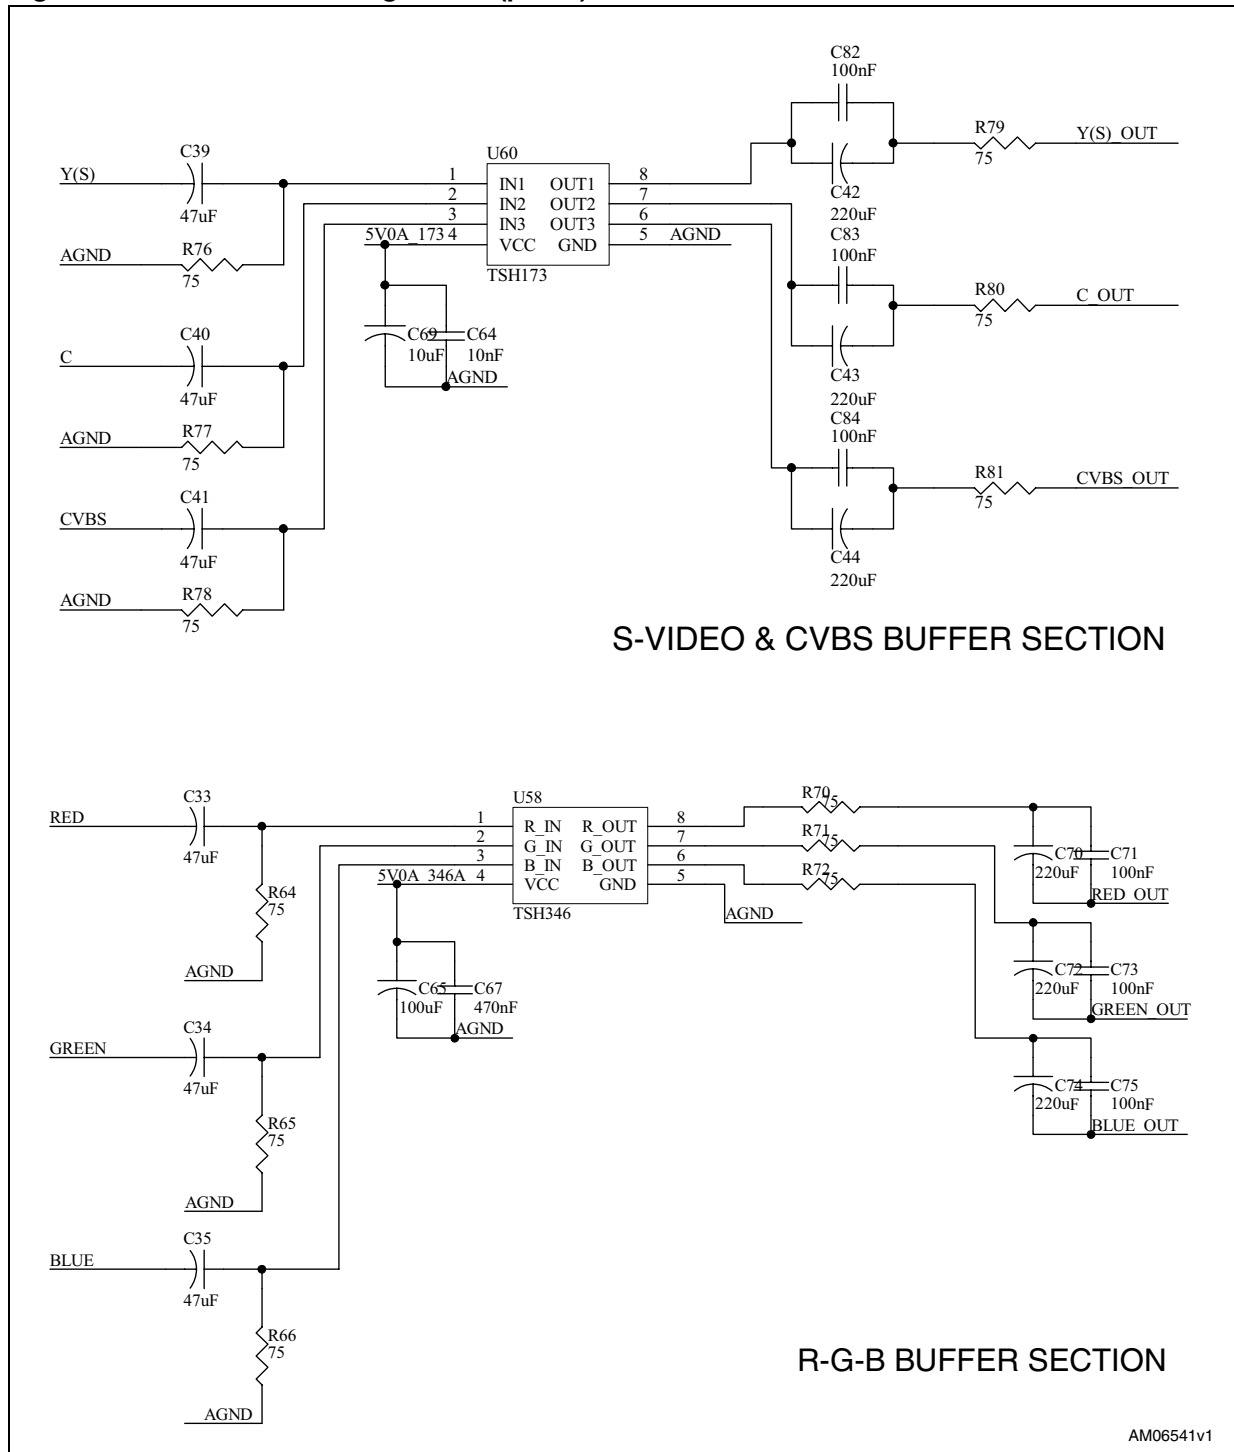 C82
100nF
R79
Y(S)_OUT
75
C39
U60
Y(S)
1 IN1 OUT1 8
2 IN2 OUT2 7
3 IN3 OUT3 6
5V0A_173 4 VCC GND 5 AGND
TSH173
47uF
C42
220uF
AGND
R76
75
C83
100nF
R80
C_OUT
75
C40
C
47uF
C69
10uF
C64
10nF
AGND
C43
220uF
AGND
R77
75
C84
100nF
R81
CVBS_OUT
75
C41
CVBS
47uF
C44
220uF
AGND
R78
75
S-VIDEO & CVBS BUFFER SECTION
C33
U58
RED
47uF
1 R_IN R_OUT 8
2 G_IN G_OUT 7
3 B_IN B_OUT 6
5V0A_346A 4 VCC GND 5
TSH346
AGND
R70
75
R71
75
R72
75
C70
220uF
C71
100nF
RED_OUT
R64
75
AGND
C65
100uF
C67
470nF
AGND
C72
220uF
C73
100nF
GREEN_OUT
C34
GREEN
47uF
C74
220uF
C75
100nF
BLUE_OUT
R65
75
AGND
C35
BLUE
47uF
R66
75
AGND
R-G-B BUFFER SECTION
AM06541v1